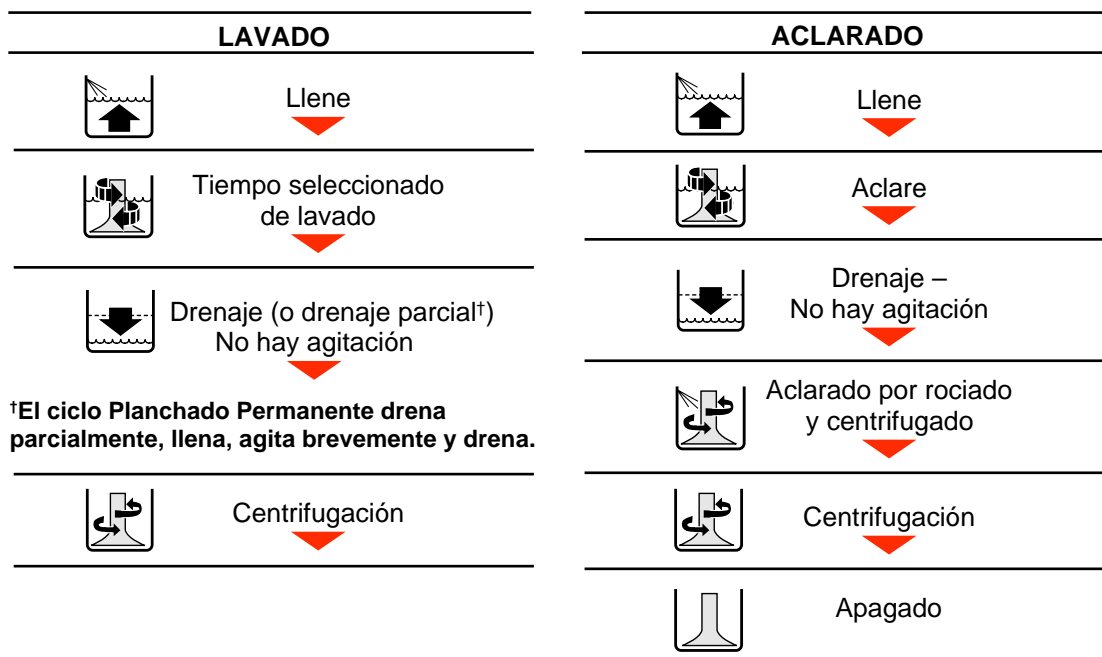 LAVADO
Llene
Tiempo seleccionado
de lavado
Drenaje (o drenaje parcial†)
No hay agitación
†El ciclo Planchado Permanente drena
parcialmente, llena, agita brevemente y drena.
Centrifugación
ACLARADO
Llene
Aclare
Drenaje –
No hay agitación
Aclarado por rociado
y centrifugado
Centrifugación
Apagado